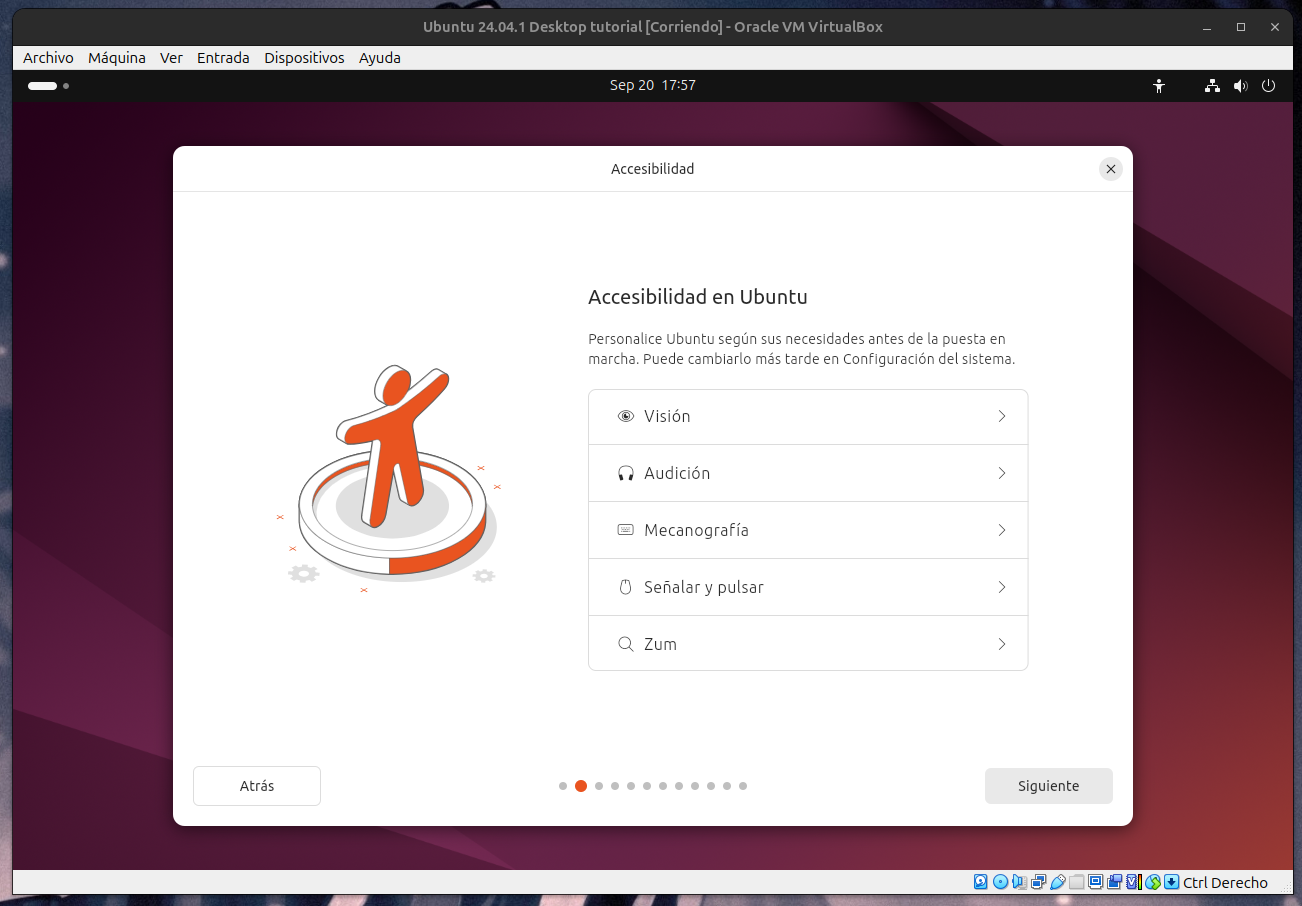 Ubuntu 24.04.1 Desktop tutorial [Corriendo] - Oracle VM VirtualBox
Archivo Máquina Ver Entrada Dispositivos Ayuda
Sep 20 17:57
Accesibilidad
Accesibilidad en Ubuntu
Personalice Ubuntu según sus necesidades antes de la puesta en
marcha. Puede cambiarlo más tarde en Configuración del sistema.
Visión
Audición
Mecanografía
Señalar y pulsar
Zum
Atrás
Siguiente
Ctrl Derecho